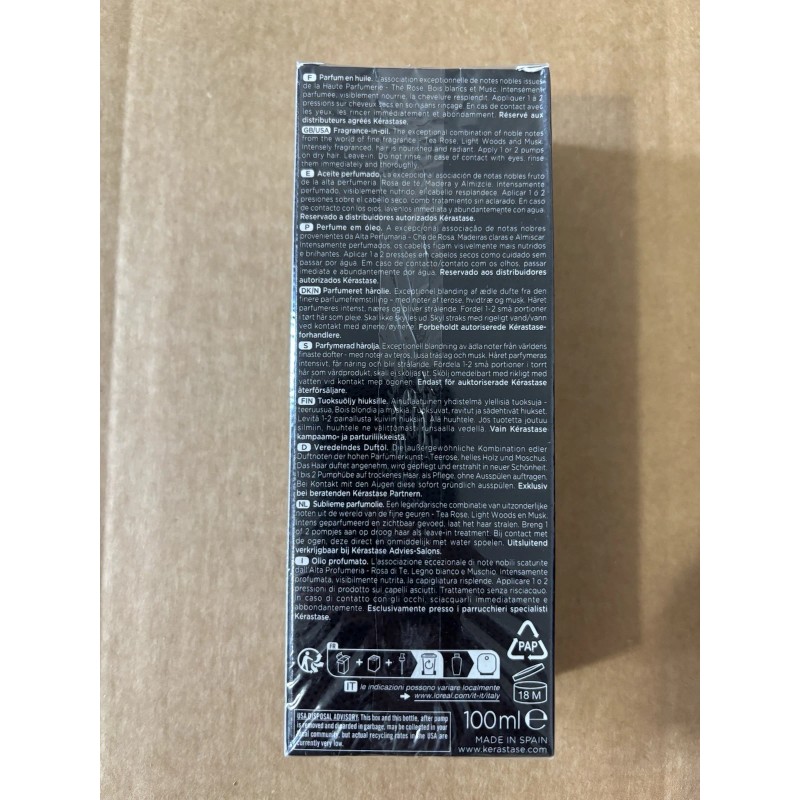 F Parfum en huile. L'association exceptionnelle de notes nobles issues
de la Haute Parfumerie - Thé Rose, Bois blancs et Musc. Intensément
parfumée, visiblement nourrie, la chevelure resplendit. Appliquer 1 à 2
pressions sur cheveux secs en soin sans rinçage. En cas de contact avec
les yeux, les rincer immédiatement et abondamment. Réservé aux
distributeurs agréés Kérastase.
GB/USA Fragrance-in-oil. The exceptional combination of noble notes
from the world of fine fragrance - Tea Rose, Light Woods and Musk.
Intensely fragranced, hair is nourished and radiant. Apply 1 or 2 pumps
on dry hair. Leave-in. Do not rinse. In case of contact with eyes, rinse
them immediately and thoroughly.
E Aceite perfumado. La excepcional asociación de notas nobles fruto
de la alta perfumería Rosa de té, Madera y Almizcle. Intensamente
perfumado, visiblemente nutrido, el cabello resplandece. Aplicar 1 ó 2
presiones sobre el cabello seco, comb tratamiento sin aclarado. En caso
de contacto con los ojos, lavenlos inmediata y abundantemente con agua.
Reservado a distribuidores autorizados Kérastase.
P Perfume em óleo. A excepcional associação de notas nobres
provenientes da Alta Perfumaria - Chá de Rosa, Madeiras claras e Almíscar.
Intensamente perfumados, os cabelos ficam visivelmente mais nutridos
e brilhantes. Aplicar 1 a 2 pressões em cabelos secos como cuidado sem
passar por água. Em caso de contacto/contato com os olhos, passar
imediata e abundantemente por água. Reservado aos distribuidores
autorizados Kérastase.
DK/N Parfumeret hårolie. Exceptionel blanding af ædle dufte fra den
finere parfumefremstilling - med noter af terose, hvidtræ og musk. Håret
parfumeres intenst, næres og bliver strålende. Fordel 1-2 små portioner
i tørt hår som pleje. Skal ikke skylles ud. Skyl straks med rigeligt vand/vann
ved kontakt med øjnene/øynene. Forbeholdt autoriserede Kérastase-
forhandlere.
S Parfymerad hårolja. Exceptionell blandning av ädla noter från världens
finaste dofter - med noter av teros, ljusa träslag och musk. Håret parfymeras
intensivt, får näring och blir strålande. Fördela 1-2 små portioner i torrt
hår som vårdprodukt, skall ej sköljas ur. Skölj omedelbart med rikligt med
vatten vid kontakt med ögonen. Endast för auktoriserade Kérastase
återförsäljare.
FIN Tuoksuöljy hiuksille. Ainutlaatuinen yhdistelmä ylellisiä tuoksuja -
teeruusua, Bois blondia ja myskiä. Tuoksuvat, ravitut ja sädehtivät hiukset.
Levitä 1-2 painallusta kuiviin hiuksiin. Älä huuhtele. Jos tuotetta joutuu
silmiin, huuhtele ne välittömästi runsaalla vedellä. Vain Kérastase
kampaamo- ja parturiliikkeistä.
D Veredelndes Duftöl. Die außergewöhnliche Kombination edler
Duftnoten der hohen Parfumierkunst - Teerose, helles Holz und Moschus.
Das Haar duftet angenehm, wird gepflegt und erstrahlt in neuer Schönheit.
1 bis 2 Pumphübe auf trockenes Haar als Pflege, ohne Ausspülen auftragen.
Bei Kontakt mit den Augen diese sofort gründlich ausspülen. Exklusiv
bei beratenden Kérastase Partnern.
NL Sublieme parfumolie. Een legendarische combinatie van uitzonderlijke
noten uit de wereld van de fijne geuren - Tea Rose, Light Woods en Musk.
Intens geparfumeerd en zichtbaar gevoed, laat het haar stralen. Breng 1
of 2 pompjes aan op droog haar als leave-in treatment. Bij contact met
de ogen, deze direct en onmiddelijk met water spoelen. Uitsluitend
verkrijgbaar bij Kérastase Advies-Salons.
I Olio profumato. L'associazione eccezionale di note nobili scaturite
dall'Alta Profumeria - Rosa di Tè, Legno bianco e Muschio. Intensamente
profumata, visibilmente nutrita, la capigliatura risplende. Applicare 1 o 2
pressioni di prodotto sui capelli asciutti. Trattamento senza risciacquo.
In caso di contatto con gli occhi, sciacquarli immediatamente e
abbondantemente. Esclusivamente presso i parrucchieri specialisti
Kérastase.
PAP
FR
+ +
IT le indicazioni possono variare localmente
www.loreal.com/it-it/italy
18 M
USA DISPOSAL ADVISORY. This box and this bottle, after pump
is removed and discarded in garbage, may be collected in your
local community, but actual recycling rates in the USA are
currently very low.
100ml e
MADE IN SPAIN
www.kerastase.com